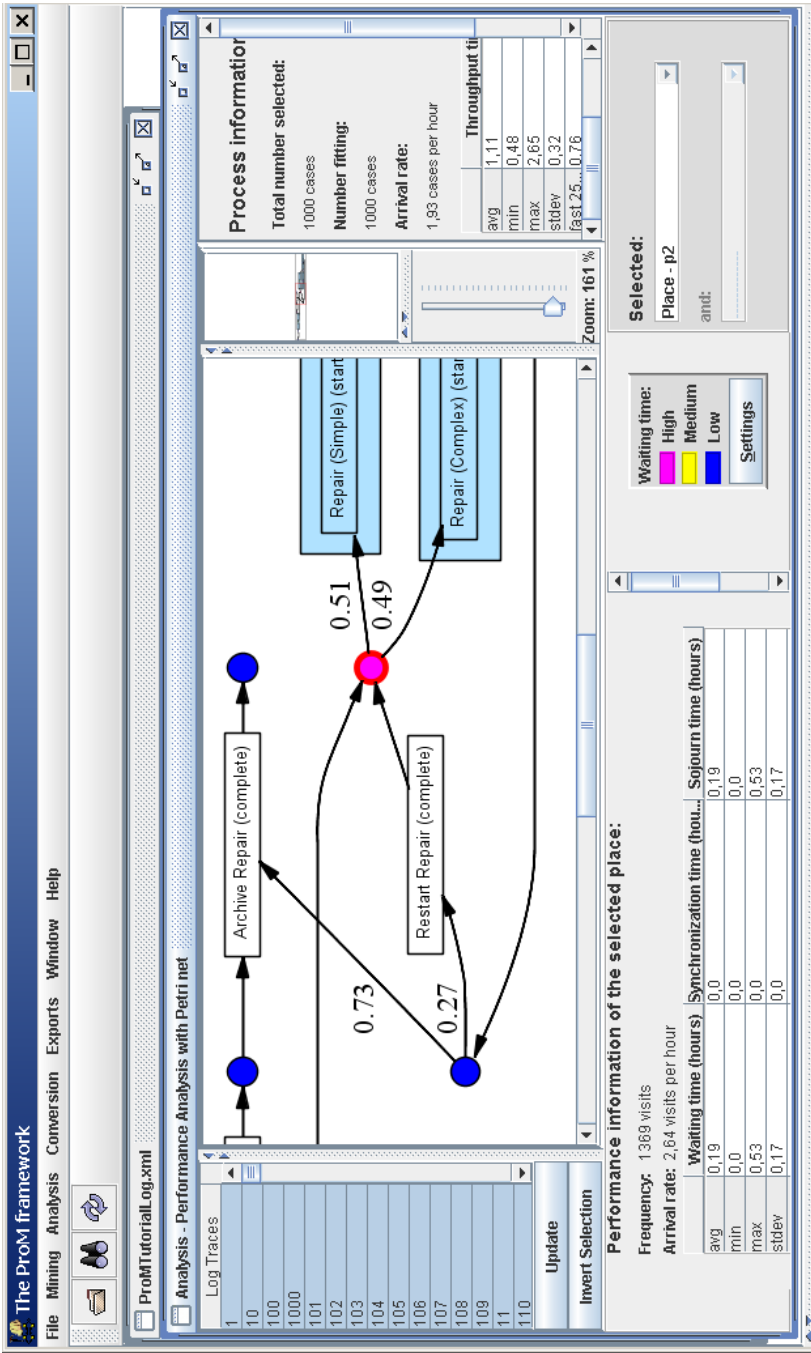 The ProM framework
File Mining Analysis Conversion Exports Window Help
ProMTutorialLog.xml
Analysis - Performance Analysis with Petri net
Log Traces
1
10
100
1000
101
102
103
104
105
106
107
108
109
11
110
Update
Invert Selection
Archive Repair (complete)
0.73
0.27
Restart Repair (complete)
0.51
0.49
Repair (Simple) (start
Repair (Complex) (star
Zoom: 161 %
Process information
Total number selected:
1000 cases
Number fitting:
1000 cases
Arrival rate:
1,93 cases per hour
Throughput ti
avg 1,11
min 0,48
max 2,65
stdev 0,32
fast 25... 0,76
Performance information of the selected place:
Frequency: 1369 visits
Arrival rate: 2,64 visits per hour
Waiting time (hours) Synchronization time (hou... Sojourn time (hours)
avg 0,19 0,0 0,19
min 0,0 0,0 0,0
max 0,53 0,0 0,53
stdev 0,17 0,0 0,17
Waiting time:
High
Medium
Low
Settings
Selected:
Place - p2
and:
----------